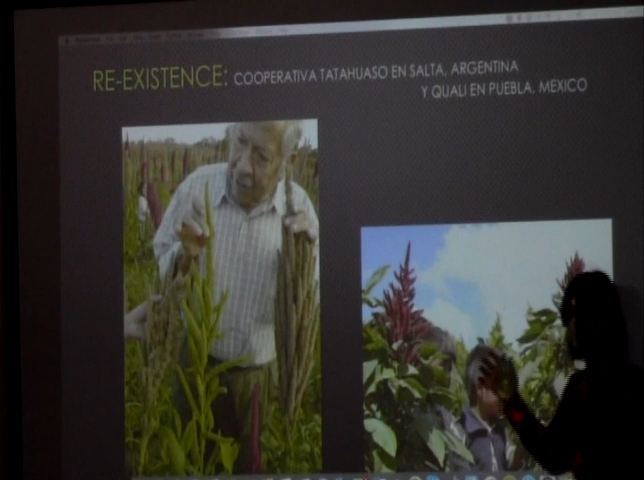 RE-EXISTENCE: COOPERATIVA TATAHUASO EN SALTA, ARGENTINA
Y QUALI EN PUEBLA, MEXICO